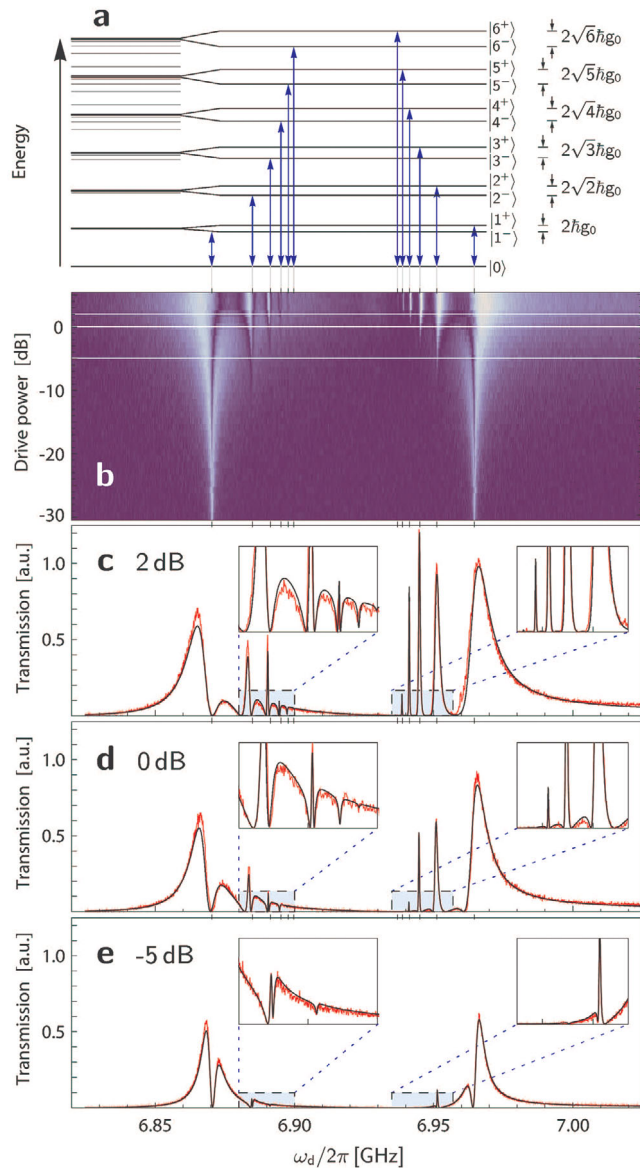 a
Energy
|6⁺⟩
|6⁻⟩
2√6ħg₀
|5⁺⟩
|5⁻⟩
2√5ħg₀
|4⁺⟩
|4⁻⟩
2√4ħg₀
|3⁺⟩
|3⁻⟩
2√3ħg₀
|2⁺⟩
|2⁻⟩
2√2ħg₀
|1⁺⟩
|1⁻⟩
2ħg₀
|0⟩
Drive power [dB]
0
-10
-20
-30
b
Transmission [a.u.]
1.0
0.5
c 2 dB
Transmission [a.u.]
1.0
0.5
d 0 dB
Transmission [a.u.]
1.0
0.5
e -5 dB
6.85 6.90 6.95 7.00
ω_d/2π [GHz]